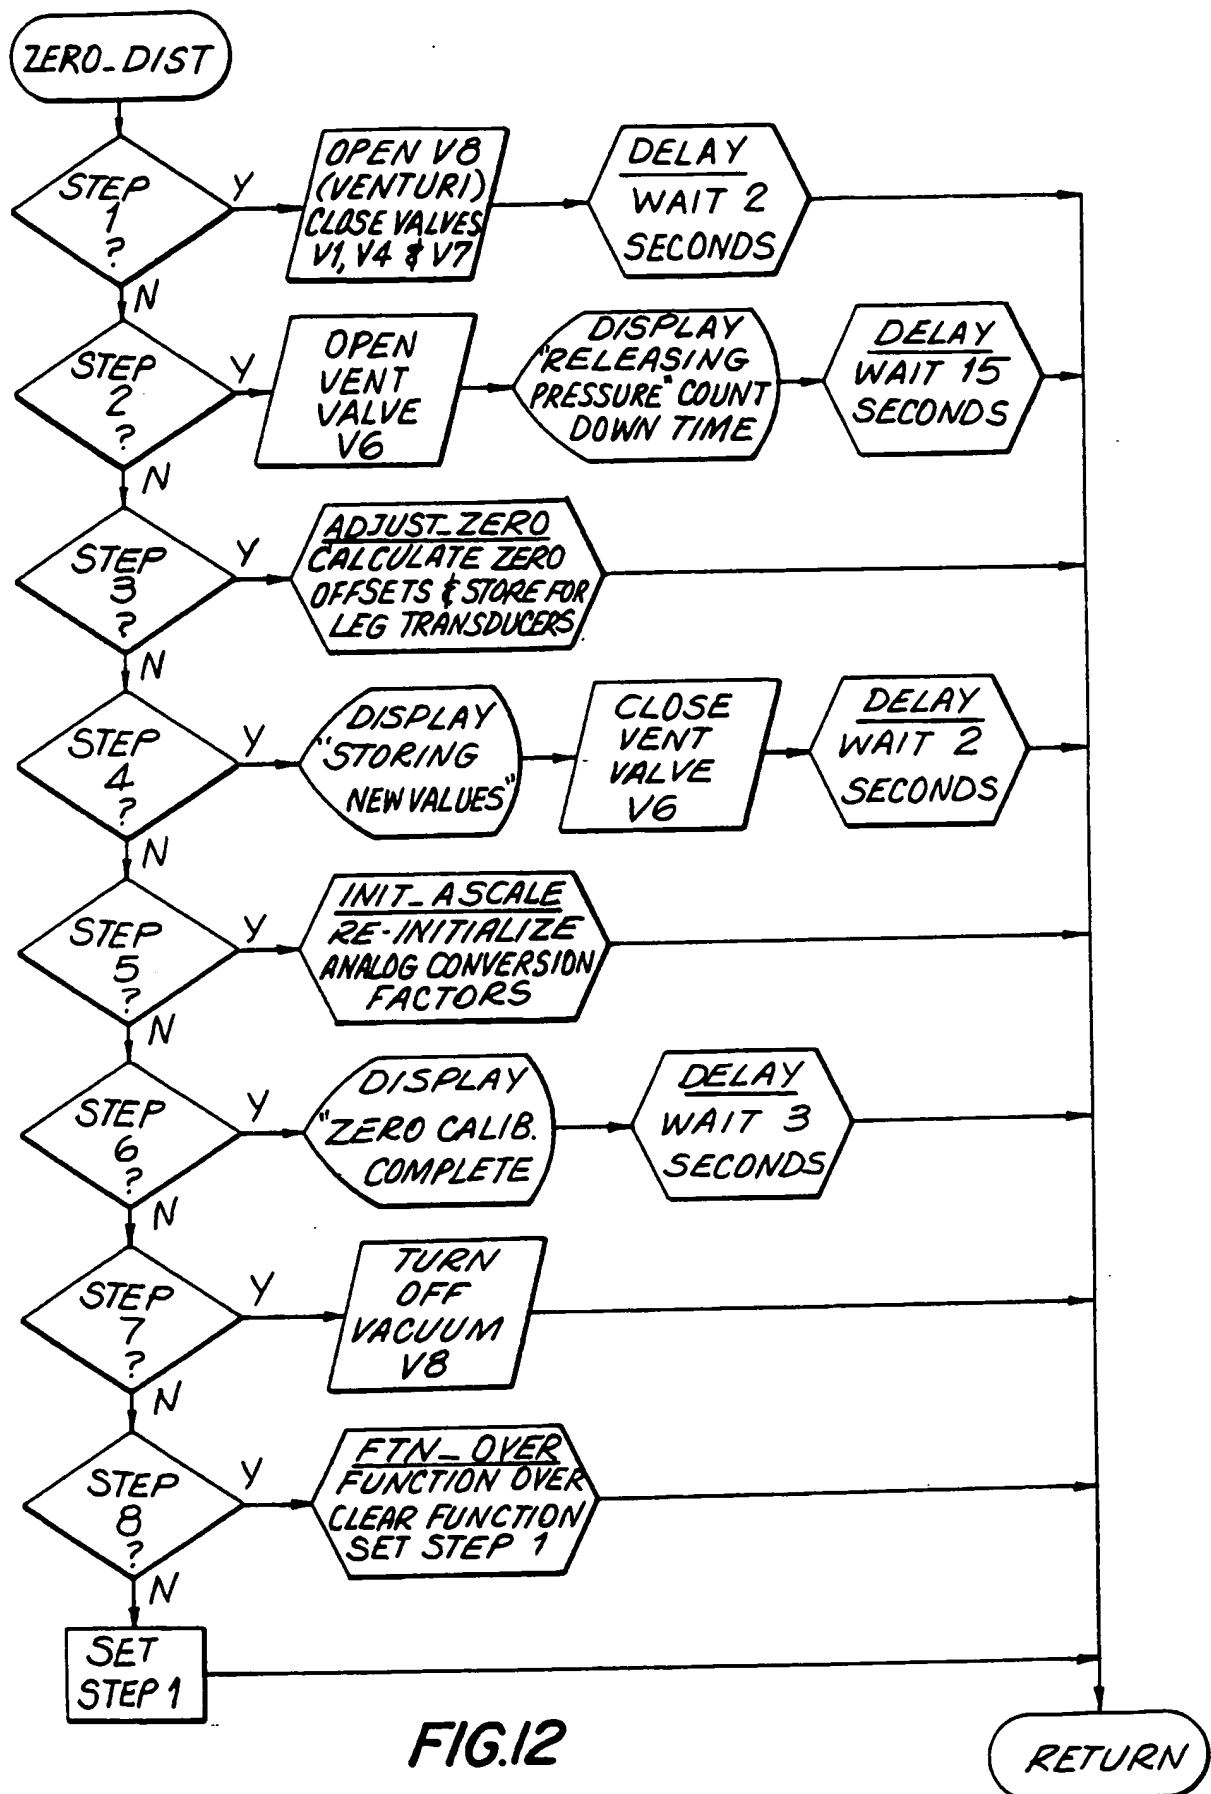 ZERO_DIST
STEP
1
?
Y
N
OPEN V8
(VENTURI)
CLOSE VALVES
V1, V4 & V7
DELAY
WAIT 2
SECONDS
STEP
2
?
Y
N
OPEN
VENT
VALVE
V6
DISPLAY
"RELEASING
PRESSURE" COUNT
DOWN TIME
DELAY
WAIT 15
SECONDS
STEP
3
?
Y
N
ADJUST_ZERO
CALCULATE ZERO
OFFSETS & STORE FOR
LEG TRANSDUCERS
STEP
4
?
Y
N
DISPLAY
"STORING
NEW VALUES"
CLOSE
VENT
VALVE
V6
DELAY
WAIT 2
SECONDS
STEP
5
?
Y
N
INIT_ASCALE
RE-INITIALIZE
ANALOG CONVERSION
FACTORS
STEP
6
?
Y
N
DISPLAY
"ZERO CALIB.
COMPLETE
DELAY
WAIT 3
SECONDS
STEP
7
?
Y
N
TURN
OFF
VACUUM
V8
STEP
8
?
Y
N
FTN_OVER
FUNCTION OVER
CLEAR FUNCTION
SET STEP 1
SET
STEP 1
RETURN
FIG.12